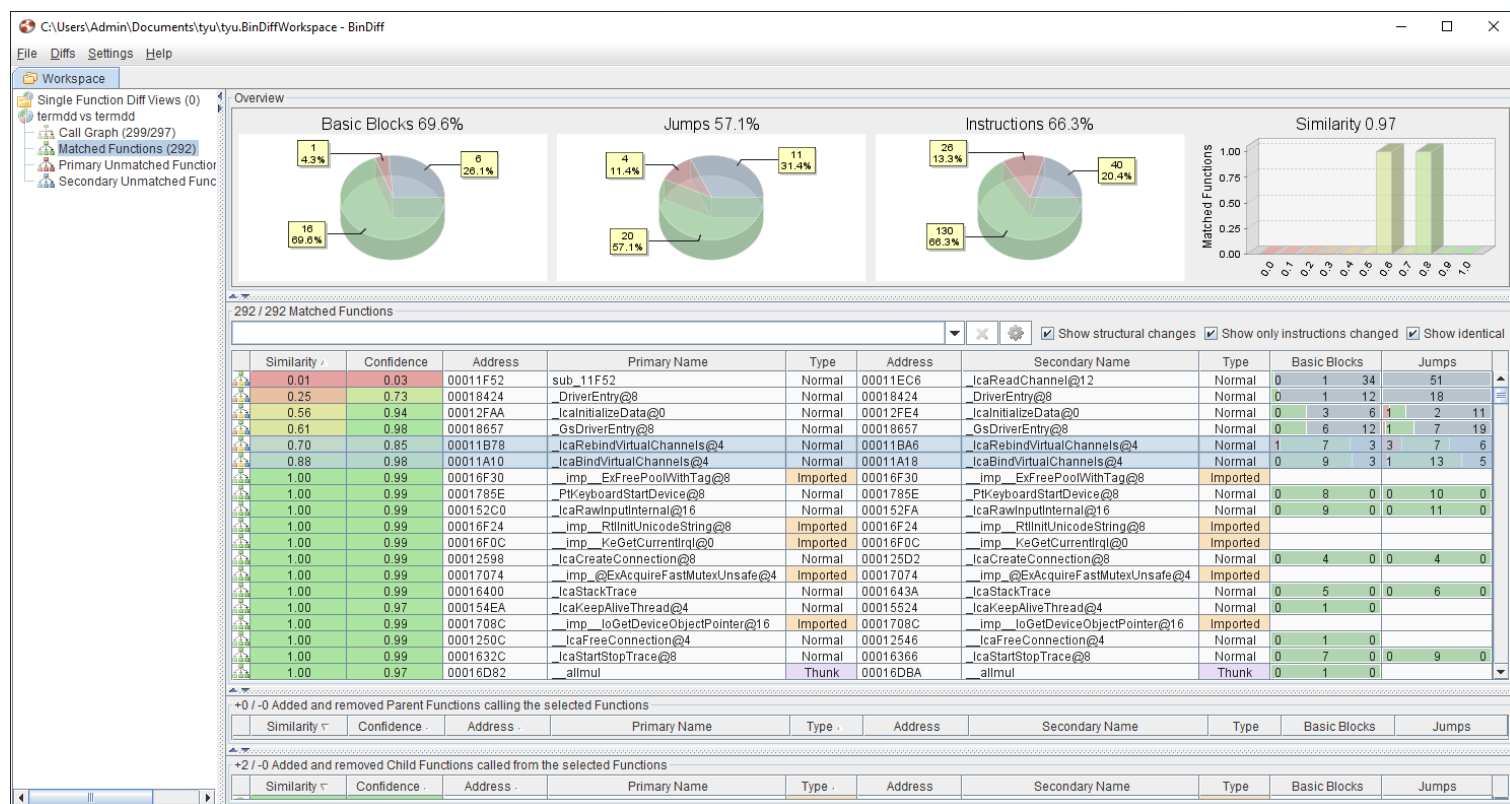 C:\Users\Admin\Documents\tyu\tyu.BinDiffWorkspace - BinDiff
File Diffs Settings Help
Workspace
Single Function Diff Views (0)
termdd vs termdd
Call Graph (299/297)
Matched Functions (292)
Primary Unmatched Function
Secondary Unmatched Func
Overview
Basic Blocks 69.6%
1
4.3%
6
26.1%
16
69.6%
Jumps 57.1%
4
11.4%
11
31.4%
20
57.1%
Instructions 66.3%
26
13.3%
40
20.4%
130
66.3%
Similarity 0.97
Matched Functions
1.00
0.75
0.50
0.25
0.00
0.0 0.1 0.2 0.3 0.4 0.5 0.6 0.7 0.8 0.9 1.0
292 / 292 Matched Functions
Show structural changes Show only instructions changed Show identical
Similarity Confidence Address Primary Name Type Address Secondary Name Type Basic Blocks Jumps
0.01 0.03 00011F52 sub_11F52 Normal 00011EC6 _IcaReadChannel@12 Normal 0 1 34 51
0.25 0.73 00018424 _DriverEntry@8 Normal 00018424 _DriverEntry@8 Normal 0 1 12 18
0.56 0.94 00012FAA _IcaInitializeData@0 Normal 00012FE4 _IcaInitializeData@0 Normal 0 3 6 1 2 11
0.61 0.98 00018657 _GsDriverEntry@8 Normal 00018657 _GsDriverEntry@8 Normal 0 6 12 1 7 19
0.70 0.85 00011B78 _IcaRebindVirtualChannels@4 Normal 00011BA6 _IcaRebindVirtualChannels@4 Normal 1 7 3 3 7 6
0.88 0.98 00011A10 _IcaBindVirtualChannels@4 Normal 00011A18 _IcaBindVirtualChannels@4 Normal 0 9 3 1 13 5
1.00 0.99 00016F30 __imp__ExFreePoolWithTag@8 Imported 00016F30 __imp__ExFreePoolWithTag@8 Imported
1.00 0.99 0001785E _PtKeyboardStartDevice@8 Normal 0001785E _PtKeyboardStartDevice@8 Normal 0 8 0 0 10 0
1.00 0.99 000152C0 _IcaRawInputInternal@16 Normal 000152FA _IcaRawInputInternal@16 Normal 0 9 0 0 11 0
1.00 0.99 00016F24 __imp__RtlInitUnicodeString@8 Imported 00016F24 __imp__RtlInitUnicodeString@8 Imported
1.00 0.99 00016F0C __imp__KeGetCurrentIrql@0 Imported 00016F0C __imp__KeGetCurrentIrql@0 Imported
1.00 0.99 00012598 _IcaCreateConnection@8 Normal 000125D2 _IcaCreateConnection@8 Normal 0 4 0 0 4 0
1.00 0.99 00017074 __imp_@ExAcquireFastMutexUnsafe@4 Imported 00017074 __imp_@ExAcquireFastMutexUnsafe@4 Imported
1.00 0.99 00016400 _IcaStackTrace Normal 0001643A _IcaStackTrace Normal 0 5 0 0 6 0
1.00 0.97 000154EA _IcaKeepAliveThread@4 Normal 00015524 _IcaKeepAliveThread@4 Normal 0 1 0
1.00 0.99 0001708C __imp__IoGetDeviceObjectPointer@16 Imported 0001708C __imp__IoGetDeviceObjectPointer@16 Imported
1.00 0.99 0001250C _IcaFreeConnection@4 Normal 00012546 _IcaFreeConnection@4 Normal 0 1 0
1.00 0.99 0001632C _IcaStartStopTrace@8 Normal 00016366 _IcaStartStopTrace@8 Normal 0 7 0 0 9 0
1.00 0.97 00016D82 __allmul Thunk 00016DBA __allmul Thunk 0 1 0
+0 / -0 Added and removed Parent Functions calling the selected Functions
Similarity Confidence Address Primary Name Type Address Secondary Name Type Basic Blocks Jumps
+2 / -0 Added and removed Child Functions called from the selected Functions
Similarity Confidence Address Primary Name Type Address Secondary Name Type Basic Blocks Jumps